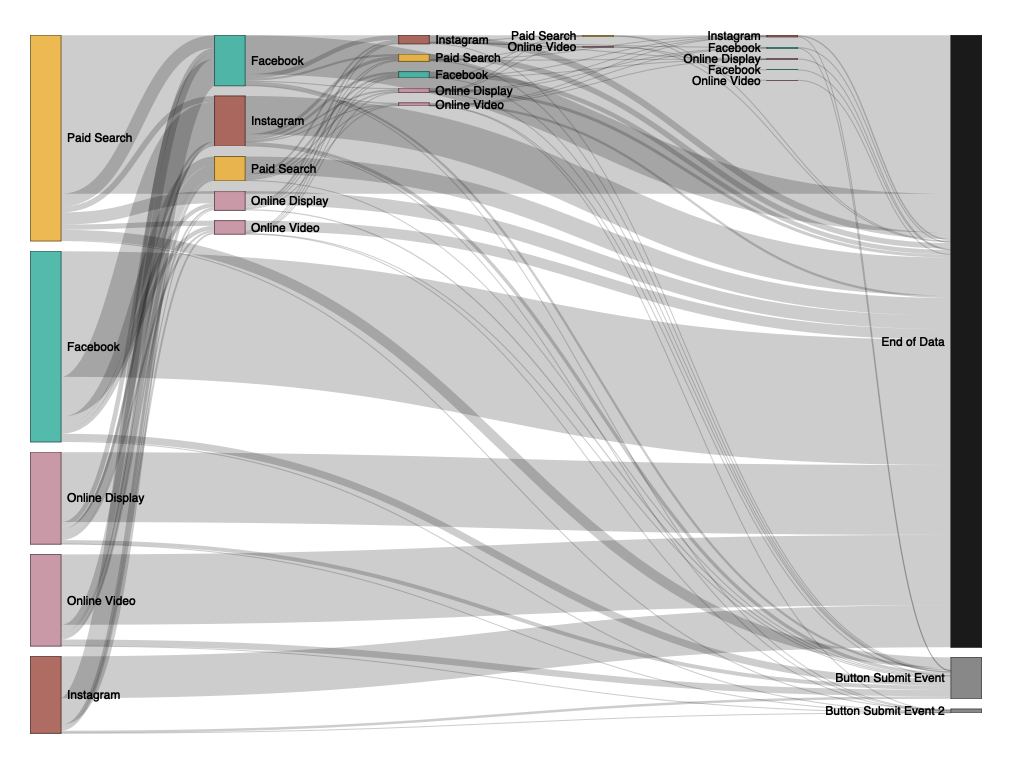 Paid Search
Facebook
Online Display
Online Video
Instagram
Facebook
Instagram
Paid Search
Online Display
Online Video
Instagram
Paid Search
Facebook
Online Display
Online Video
Paid Search
Online Video
Instagram
Facebook
Online Display
Facebook
Online Video
End of Data
Button Submit Event
Button Submit Event 2